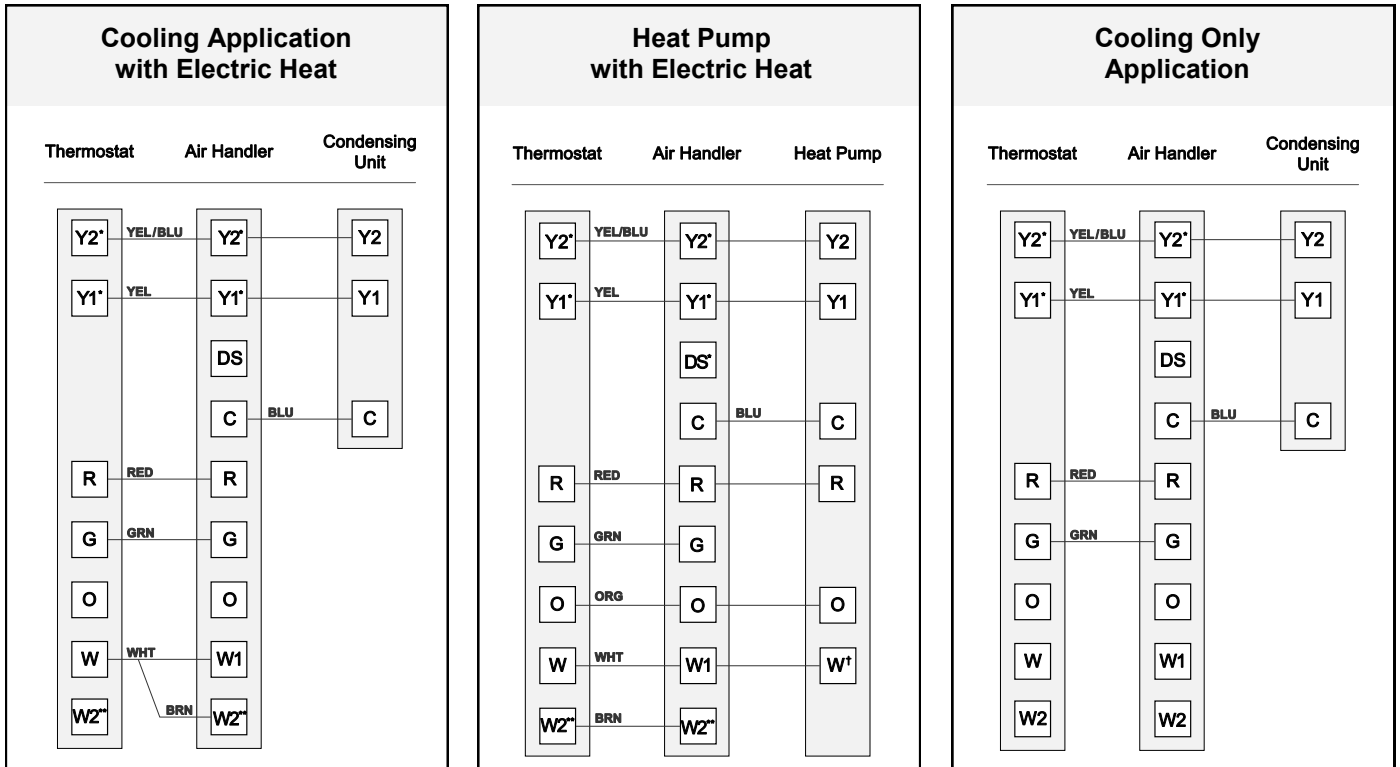 Cooling Application
with Electric Heat
Thermostat Air Handler Condensing
Unit
Y2* YEL/BLU Y2* Y2
Y1* YEL Y1* Y1
DS
C BLU C
R RED R
G GRN G
O O
W WHT W1
W2** BRN W2**
Heat Pump
with Electric Heat
Thermostat Air Handler Heat Pump
Y2* YEL/BLU Y2* Y2
Y1* YEL Y1* Y1
DS*
C BLU C
R RED R R
G GRN G
O ORG O O
W WHT W1 W†
W2** BRN W2**
Cooling Only
Application
Thermostat Air Handler Condensing
Unit
Y2* YEL/BLU Y2* Y2
Y1* YEL Y1* Y1
DS
C BLU C
R RED R
G GRN G
O O
W W1
W2 W2